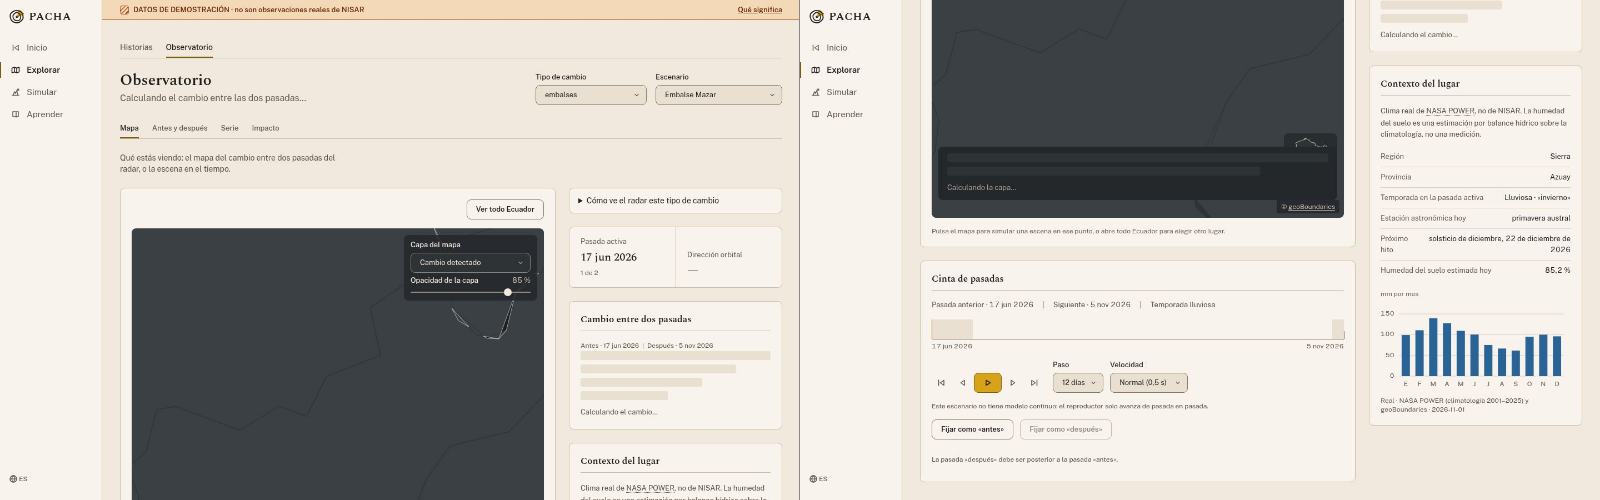 PACHA
Inicio
Explorar
Simular
Aprender
ES
DATOS DE DEMOSTRACIÓN · no son observaciones reales de NISAR
Qué significa
Historias
Observatorio
Observatorio
Calculando el cambio entre las dos pasadas...
Tipo de cambio
embalses
Escenario
Embalse Mazar
Mapa
Antes y después
Serie
Impacto
Qué estás viendo: el mapa del cambio entre dos pasadas del
radar, o la escena en el tiempo.
Ver todo Ecuador
Capa del mapa
Cambio detectado
Opacidad de la capa
85 %
Cómo ve el radar este tipo de cambio
Pasada activa
17 jun 2026
1 de 2
Dirección orbital
—
Cambio entre dos pasadas
Antes · 17 jun 2026 | Después · 5 nov 2026
Calculando el cambio...
Contexto del lugar
Clima real de NASA POWER, no de NISAR. La humedad
del suelo es una estimación por balance hídrico sobre la
PACHA
Inicio
Explorar
Simular
Aprender
ES
Calculando la capa...
© geoBoundaries
Pulsa el mapa para simular una escena en ese punto, o abre todo Ecuador para elegir otro lugar.
Cinta de pasadas
Pasada anterior · 17 jun 2026 | Siguiente · 5 nov 2026 | Temporada lluviosa
17 jun 2026
5 nov 2026
Paso
12 días
Velocidad
Normal (0,5 s)
Este escenario no tiene modelo continuo: el reproductor solo avanza de pasada en pasada.
Fijar como «antes»
Fijar como «después»
La pasada «después» debe ser posterior a la pasada «antes».
Calculando el cambio...
Contexto del lugar
Clima real de NASA POWER, no de NISAR. La humedad
del suelo es una estimación por balance hídrico sobre la
climatología, no una medición.
Región
Sierra
Provincia
Azuay
Temporada en la pasada activa
Lluviosa · «invierno»
Estación astronómica hoy
primavera austral
Próximo
hito
solsticio de diciembre, 22 de diciembre de
2026
Humedad del suelo estimada hoy
85,2 %
mm por mes
150
100
50
0
E F M A M J J A S O N D
Real · NASA POWER (climatología 2001–2025) y
geoBoundaries · 2026-11-01